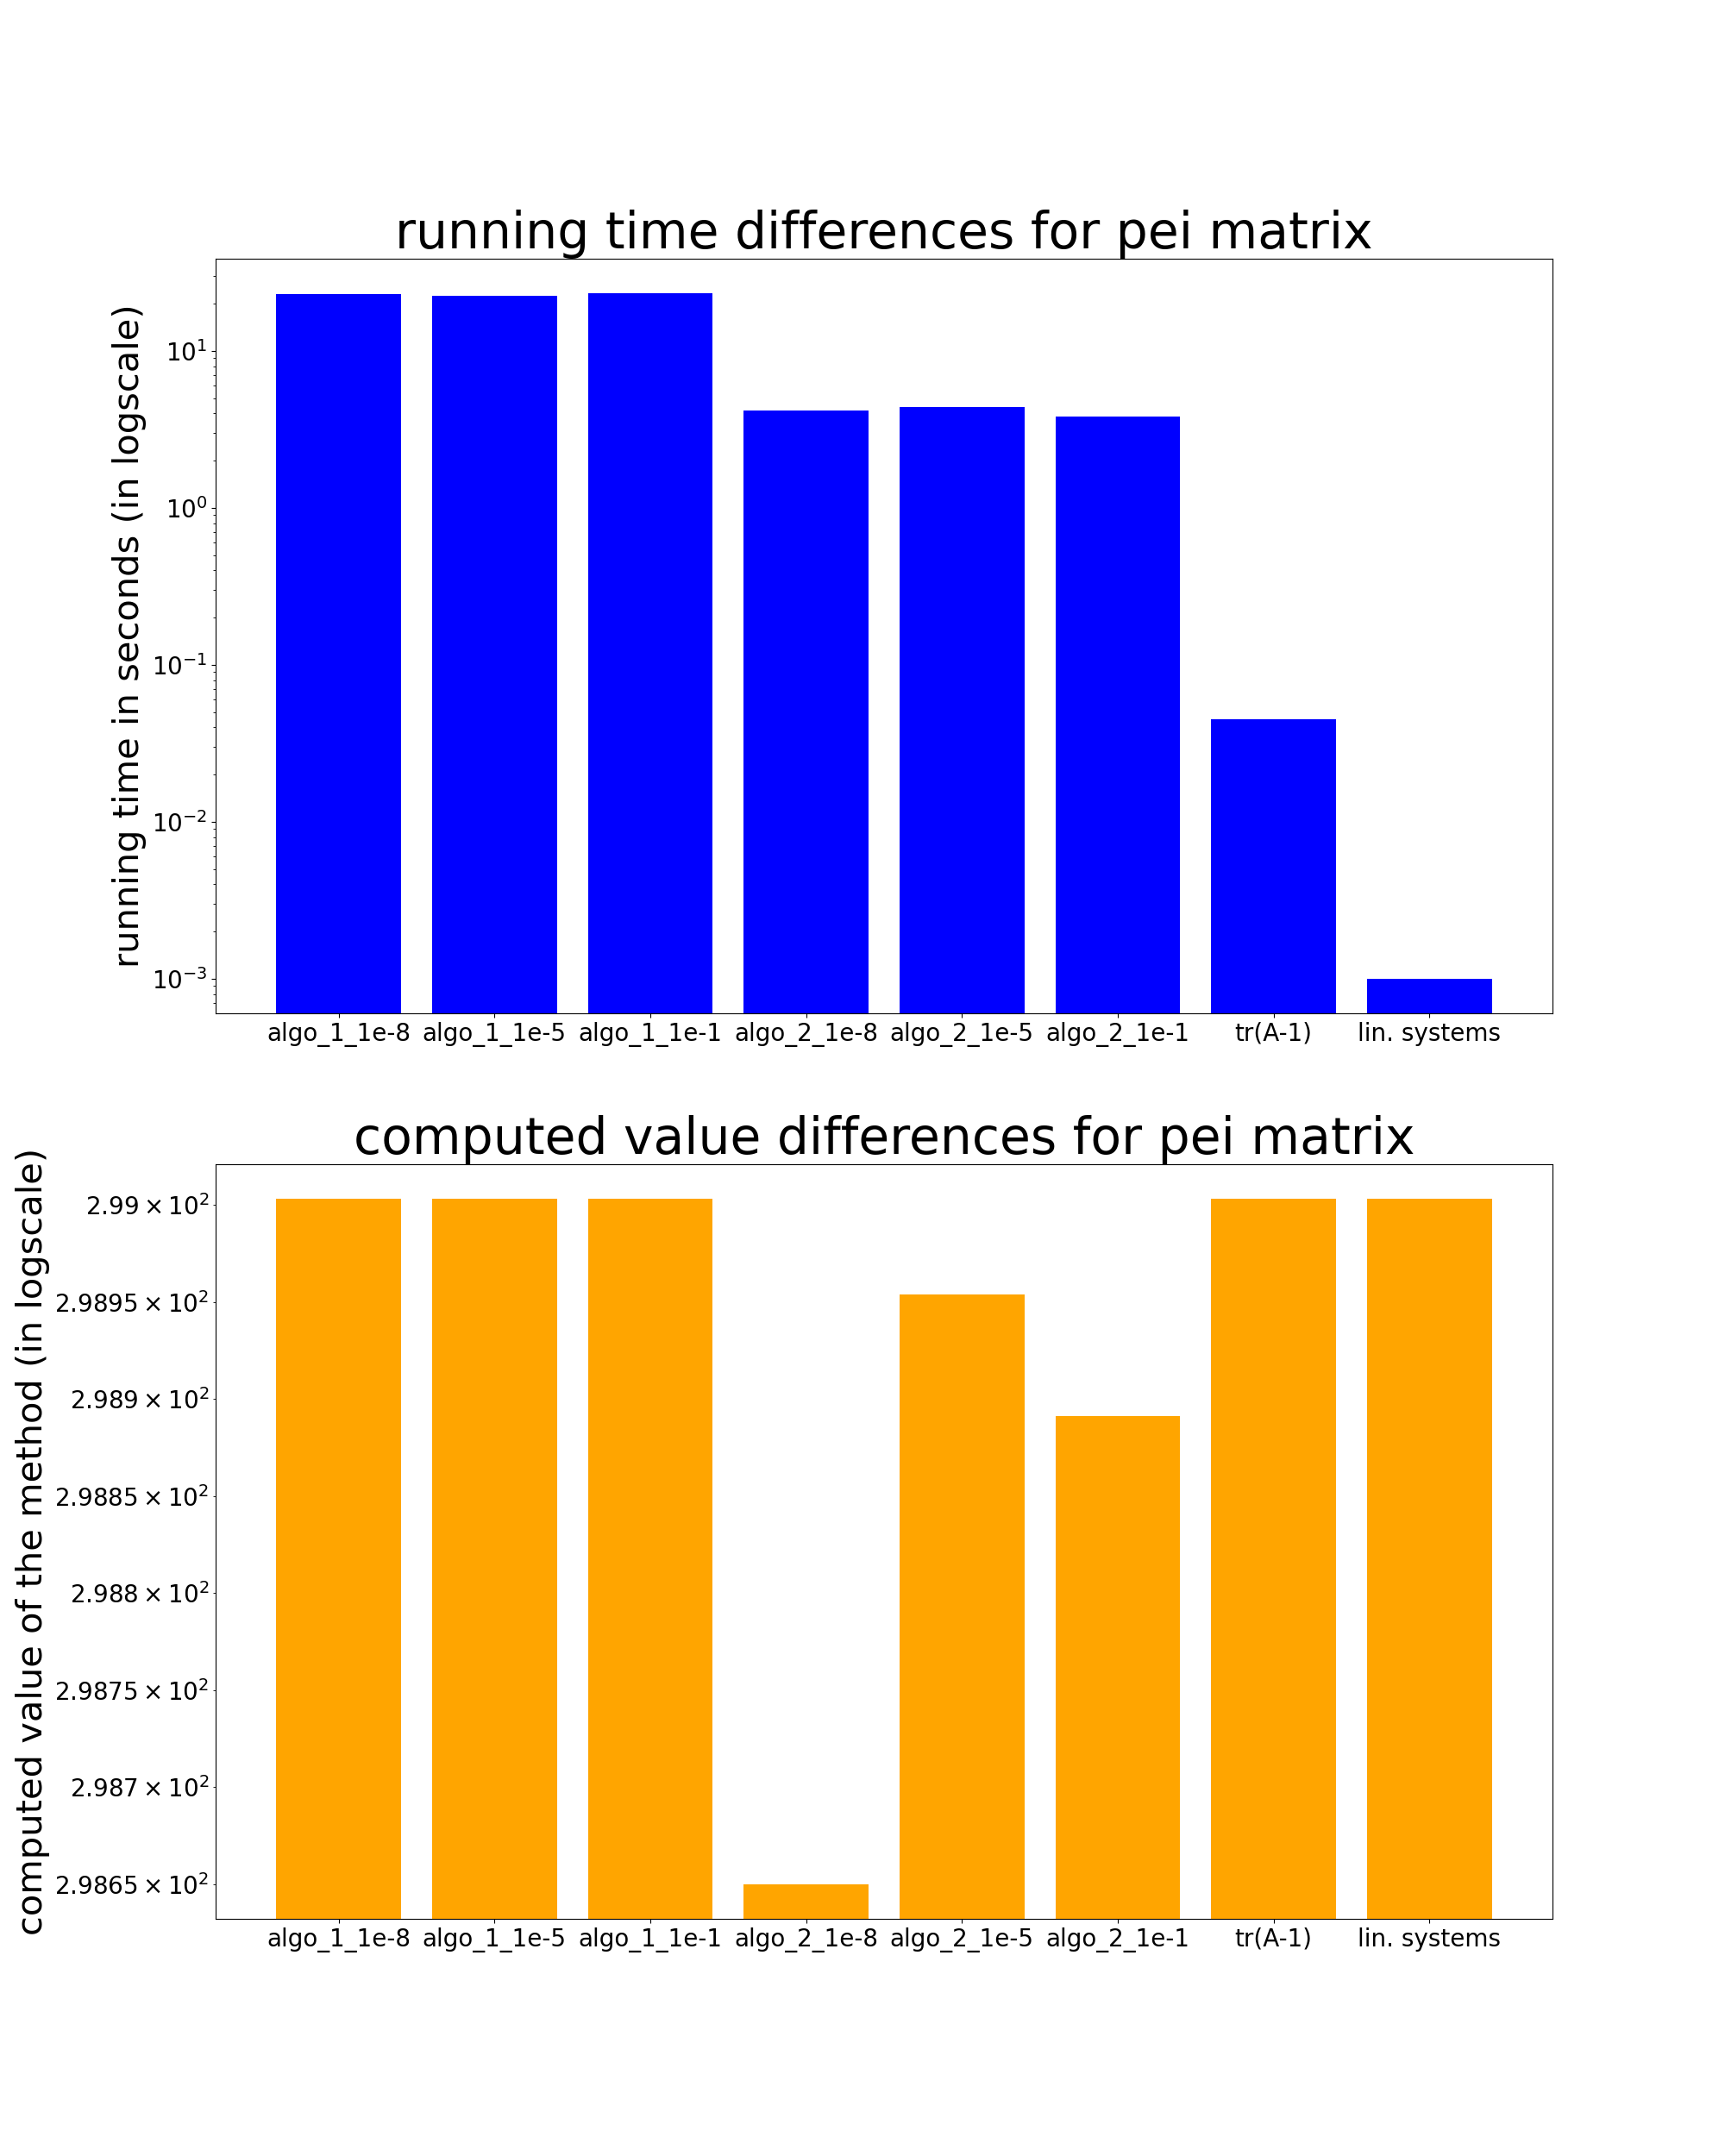 running time differences for pei matrix
running time in seconds (in logscale)
10¹
10⁰
10⁻¹
10⁻²
10⁻³
algo_1_1e-8 algo_1_1e-5 algo_1_1e-1 algo_2_1e-8 algo_2_1e-5 algo_2_1e-1 tr(A-1) lin. systems
computed value differences for pei matrix
computed value of the method (in logscale)
2.99 × 10²
2.9895 × 10²
2.989 × 10²
2.9885 × 10²
2.988 × 10²
2.9875 × 10²
2.987 × 10²
2.9865 × 10²
algo_1_1e-8 algo_1_1e-5 algo_1_1e-1 algo_2_1e-8 algo_2_1e-5 algo_2_1e-1 tr(A-1) lin. systems